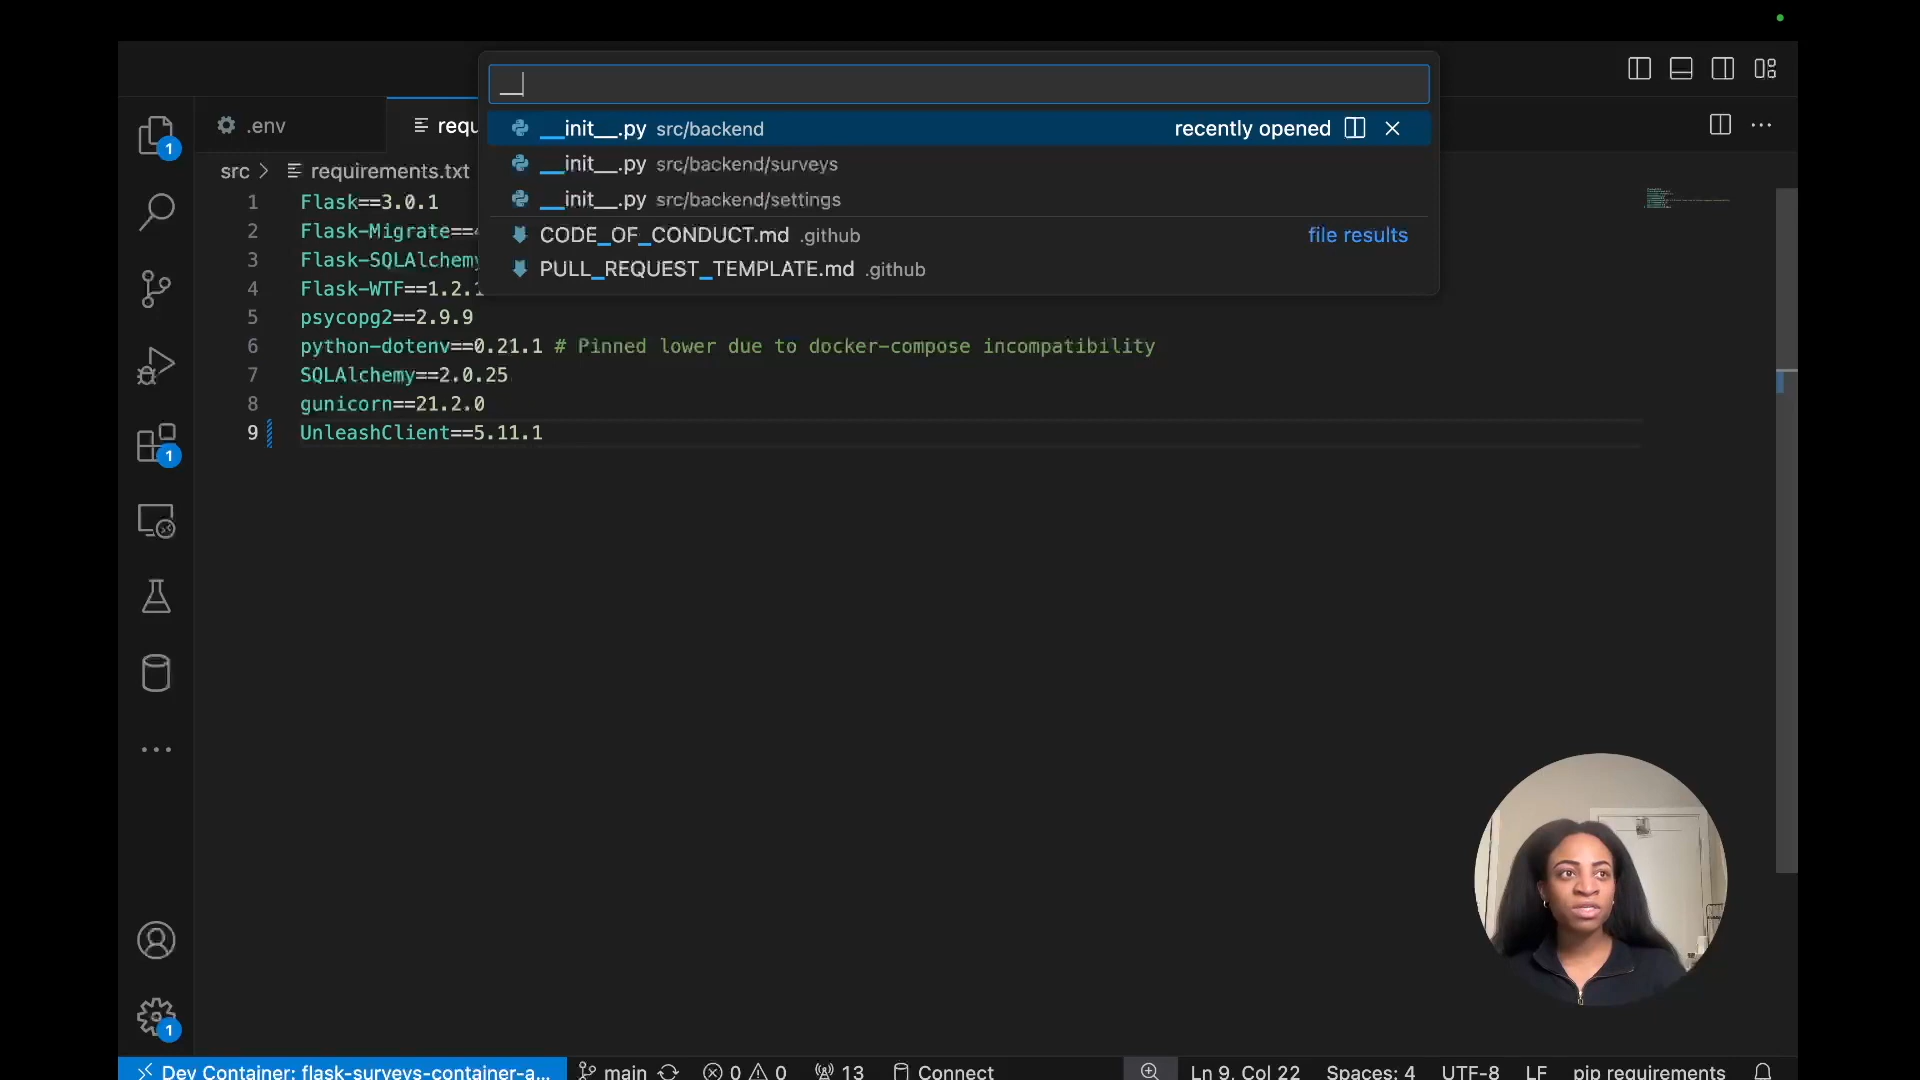 __
__init__.py src/backend recently opened
__init__.py src/backend/surveys
__init__.py src/backend/settings
CODE_OF_CONDUCT.md .github file results
PULL_REQUEST_TEMPLATE.md .github
.env
requ
src > requirements.txt
1 Flask==3.0.1
2 Flask-Migrate==
3 Flask-SQLAlchemy
4 Flask-WTF==1.2.1
5 psycopg2==2.9.9
6 python-dotenv==0.21.1 # Pinned lower due to docker-compose incompatibility
7 SQLAlchemy==2.0.25
8 gunicorn==21.2.0
9 UnleashClient==5.11.1
1
1
1
Dev Container: flask-surveys-container-a... main 0 0 13 Connect Ln 9, Col 22 Spaces: 4 UTF-8 LF pip requirements